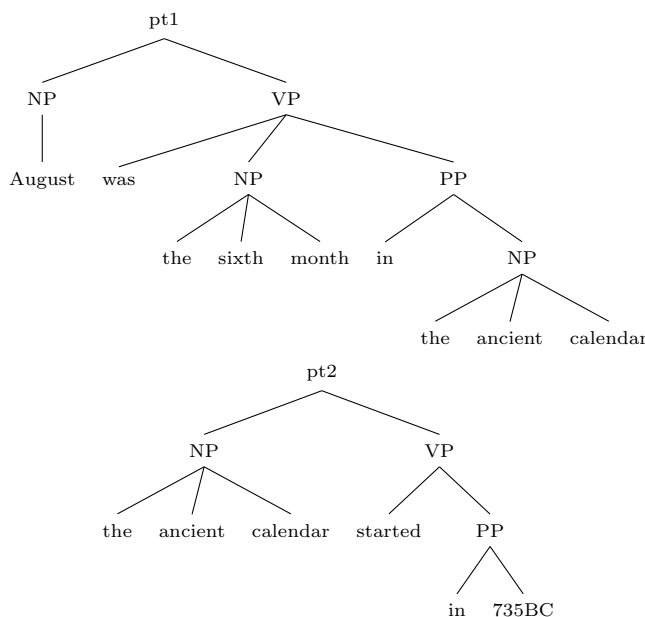 pt1
NP VP
August was NP PP
the sixth month in NP
the ancient calendar
pt2
NP VP
the ancient calendar started PP
in 735BC